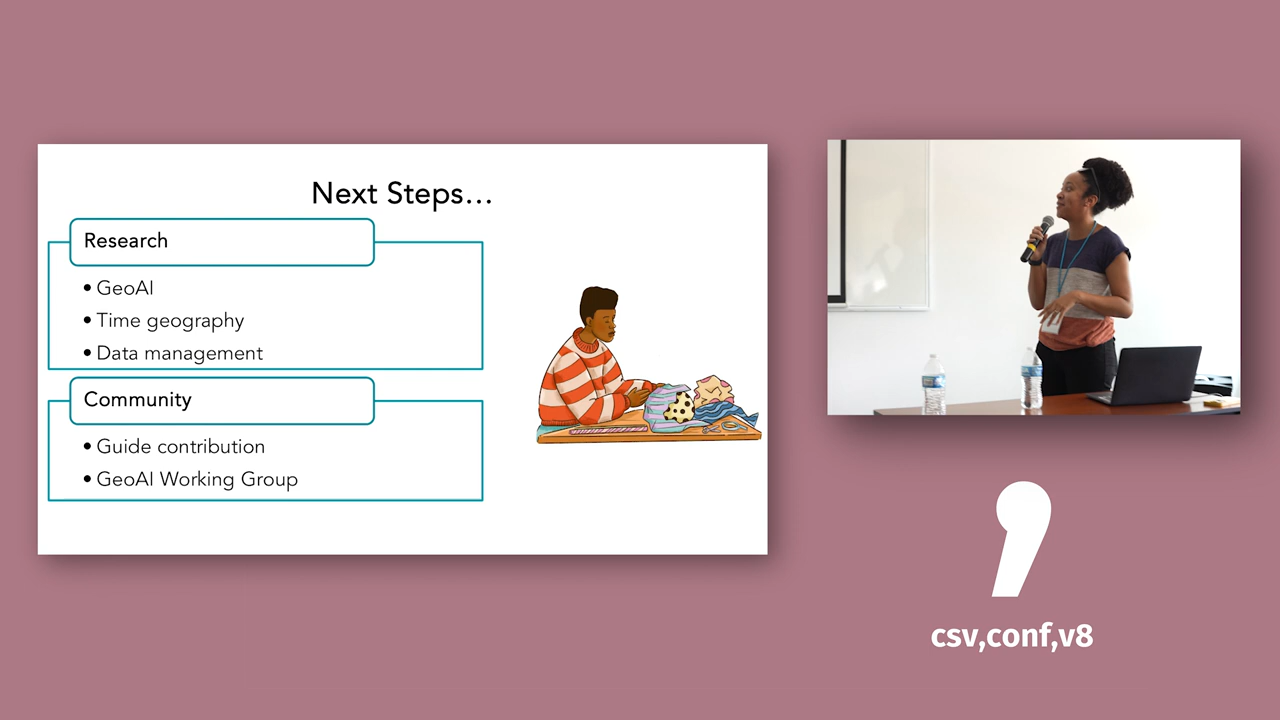 Next Steps…
Research
• GeoAI
• Time geography
• Data management
Community
• Guide contribution
• GeoAI Working Group
csv,conf,v8